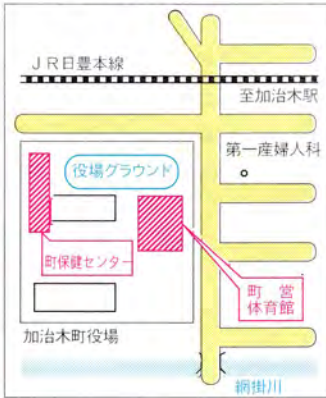 JR日豊本線
至加治木駅
役場グラウンド
第一産婦人科
町保健センター
町営
体育館
加治木町役場
網掛川